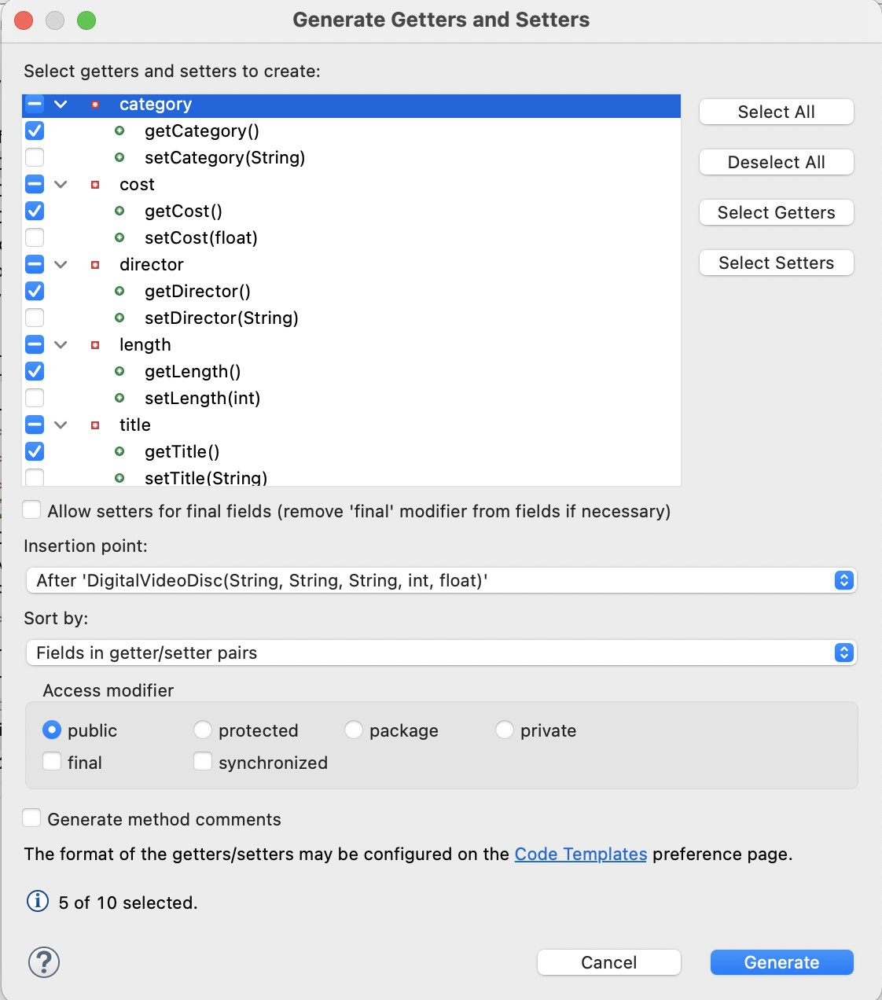 Generate Getters and Setters
Select getters and setters to create:
category
getCategory()
setCategory(String)
cost
getCost()
setCost(float)
director
getDirector()
setDirector(String)
length
getLength()
setLength(int)
title
getTitle()
setTitle(String)
Select All
Deselect All
Select Getters
Select Setters
Allow setters for final fields (remove 'final' modifier from fields if necessary)
Insertion point:
After 'DigitalVideoDisc(String, String, String, int, float)'
Sort by:
Fields in getter/setter pairs
Access modifier
public protected package private
final synchronized
Generate method comments
The format of the getters/setters may be configured on the Code Templates preference page.
5 of 10 selected.
Cancel Generate